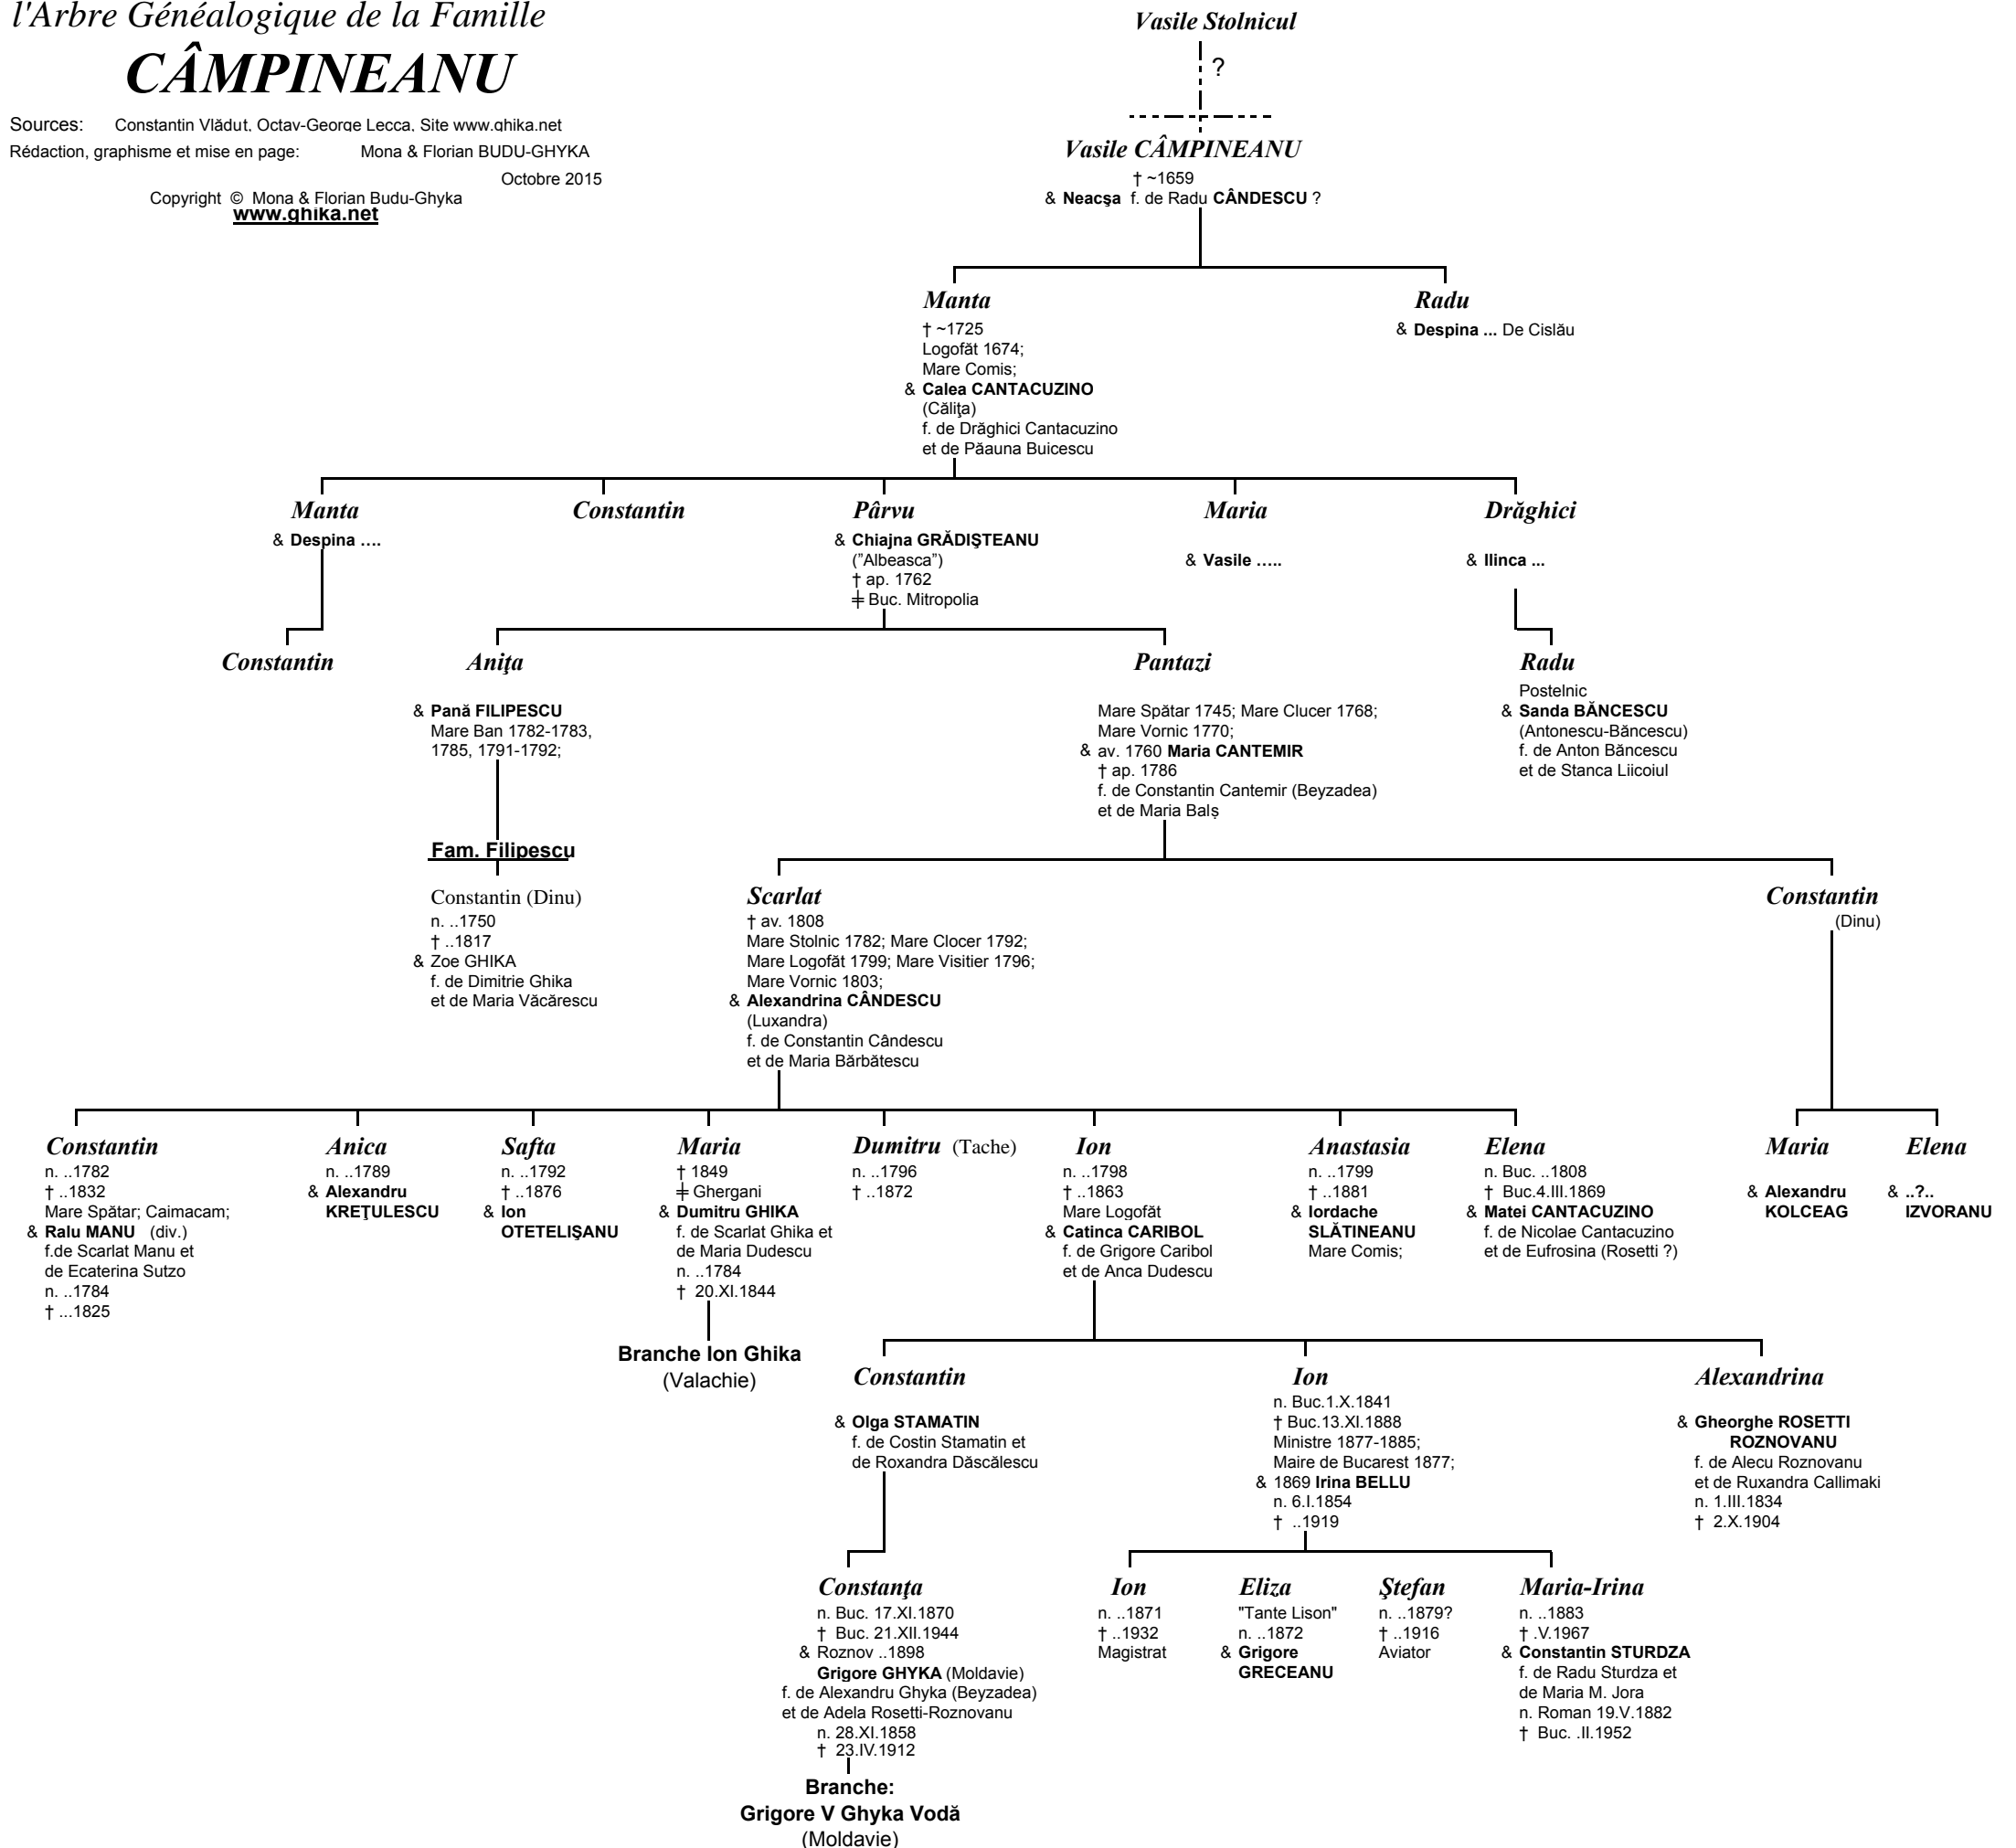 l'Arbre Généalogique de la Famille
CÂMPINEANU
Sources: Constantin Vlăduţ, Octav-George Lecca, Site www.ghika.net
Rédaction, graphisme et mise en page: Mona & Florian BUDU-GHYKA
Octobre 2015
Copyright © Mona & Florian Budu-Ghyka
www.ghika.net
Vasile Stolnicul
?
Vasile CÂMPINEANU
† ~1659
& Neacşa f. de Radu CÂNDESCU ?
Manta
† ~1725
Logofăt 1674;
Mare Comis;
& Calea CANTACUZINO
(Căliţa)
f. de Drăghici Cantacuzino
et de Păauna Buicescu
Radu
& Despina ... De Cislău
Manta
& Despina ….
Constantin
Pârvu
& Chiajna GRĂDIŞTEANU
(”Albeasca”)
† ap. 1762
ǂ Buc. Mitropolia
Maria
& Vasile …..
Drăghici
& Ilinca ...
Constantin
Aniţa
& Pană FILIPESCU
Mare Ban 1782-1783,
1785, 1791-1792;
Fam. Filipescu
Constantin (Dinu)
n. ..1750
† ..1817
& Zoe GHIKA
f. de Dimitrie Ghika
et de Maria Văcărescu
Pantazi
Mare Spătar 1745; Mare Clucer 1768;
Mare Vornic 1770;
& av. 1760 Maria CANTEMIR
† ap. 1786
f. de Constantin Cantemir (Beyzadea)
et de Maria Balș
Radu
Postelnic
& Sanda BĂNCESCU
(Antonescu-Băncescu)
f. de Anton Băncescu
et de Stanca Liicoiul
Scarlat
† av. 1808
Mare Stolnic 1782; Mare Clocer 1792;
Mare Logofăt 1799; Mare Visitier 1796;
Mare Vornic 1803;
& Alexandrina CÂNDESCU
(Luxandra)
f. de Constantin Cândescu
et de Maria Bărbătescu
Constantin
(Dinu)
Constantin
n. ..1782
† ..1832
Mare Spătar; Caimacam;
& Ralu MANU (div.)
f.de Scarlat Manu et
de Ecaterina Sutzo
n. ..1784
† ...1825
Anica
n. ..1789
& Alexandru
KREŢULESCU
Safta
n. ..1792
† ..1876
& Ion
OTETELIŞANU
Maria
† 1849
ǂ Ghergani
& Dumitru GHIKA
f. de Scarlat Ghika et
de Maria Dudescu
n. ..1784
† 20.XI.1844
Branche Ion Ghika
(Valachie)
Dumitru (Tache)
n. ..1796
† ..1872
Ion
n. ..1798
† ..1863
Mare Logofăt
& Catinca CARIBOL
f. de Grigore Caribol
et de Anca Dudescu
Anastasia
n. ..1799
† ..1881
& Iordache
SLĂTINEANU
Mare Comis;
Elena
n. Buc. ..1808
† Buc.4.III.1869
& Matei CANTACUZINO
f. de Nicolae Cantacuzino
et de Eufrosina (Rosetti ?)
Maria
& Alexandru
KOLCEAG
Elena
& ..?..
IZVORANU
Constantin
& Olga STAMATIN
f. de Costin Stamatin et
de Roxandra Dăscălescu
Ion
n. Buc.1.X.1841
† Buc.13.XI.1888
Ministre 1877-1885;
Maire de Bucarest 1877;
& 1869 Irina BELLU
n. 6.I.1854
† ..1919
Alexandrina
& Gheorghe ROSETTI
ROZNOVANU
f. de Alecu Roznovanu
et de Ruxandra Callimaki
n. 1.III.1834
† 2.X.1904
Constanţa
n. Buc. 17.XI.1870
† Buc. 21.XII.1944
& Roznov ..1898
Grigore GHYKA (Moldavie)
f. de Alexandru Ghyka (Beyzadea)
et de Adela Rosetti-Roznovanu
n. 28.XI.1858
† 23.IV.1912
Branche:
Grigore V Ghyka Vodă
(Moldavie)
Ion
n. ..1871
† ..1932
Magistrat
Eliza
"Tante Lison"
n. ..1872
& Grigore
GRECEANU
Ştefan
n. ..1879?
† ..1916
Aviator
Maria-Irina
n. ..1883
† .V.1967
& Constantin STURDZA
f. de Radu Sturdza et
de Maria M. Jora
n. Roman 19.V.1882
† Buc. .II.1952